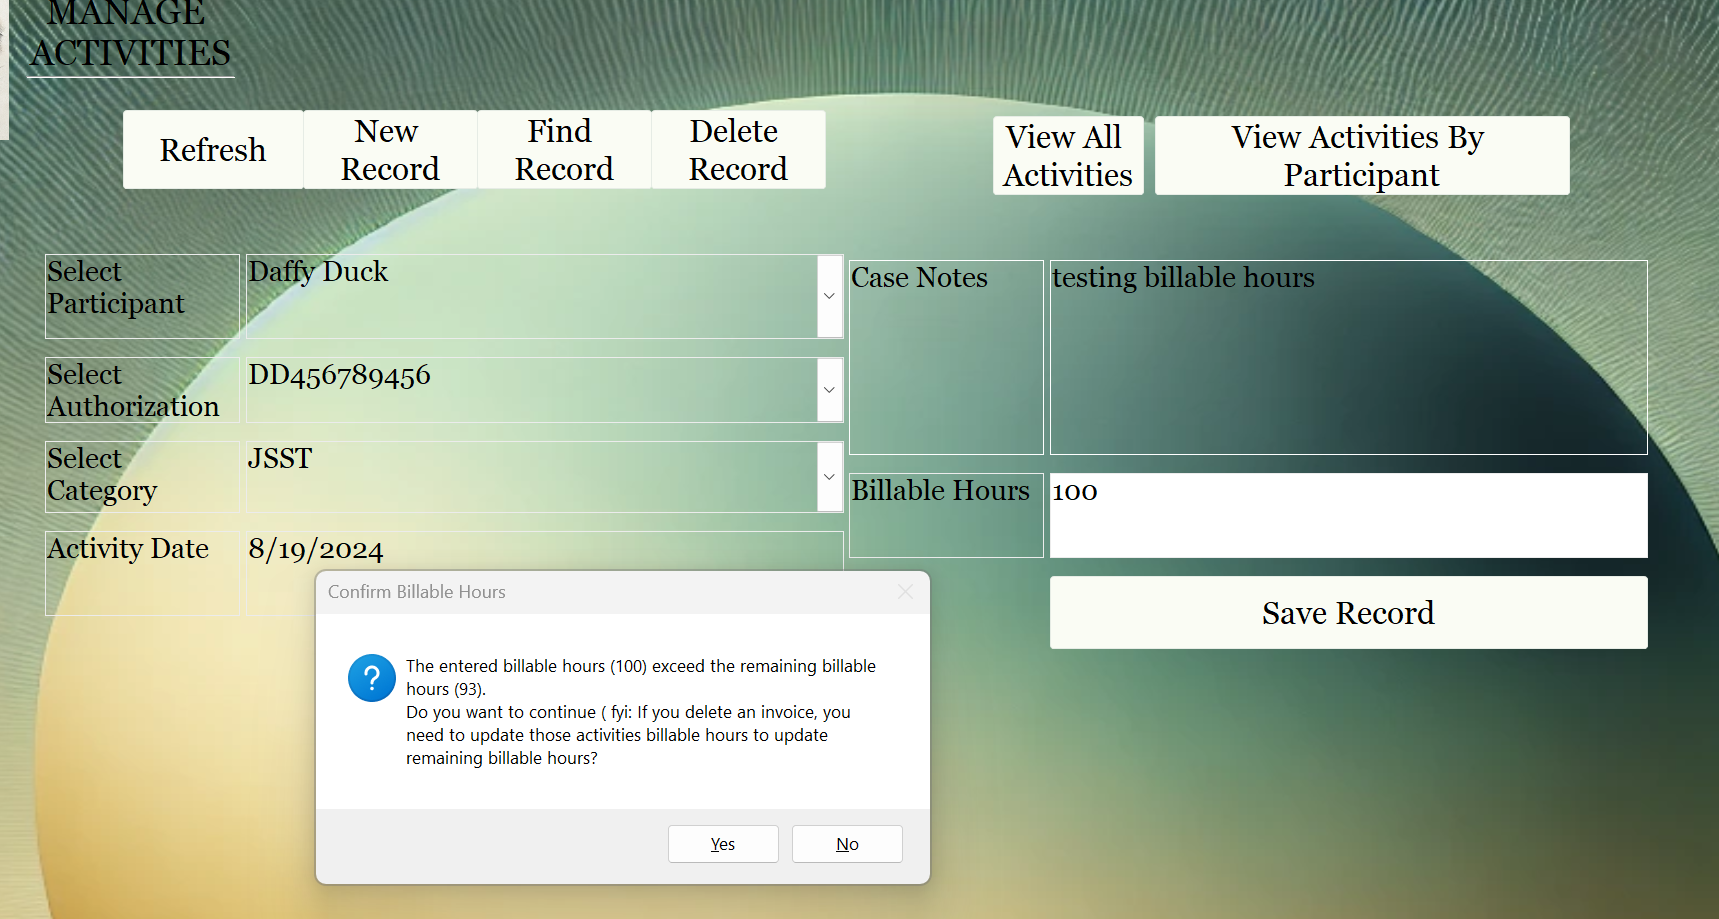 MANAGE
ACTIVITIES
Refresh
New
Record
Find
Record
Delete
Record
View All
Activities
View Activities By
Participant
Select
Participant
Daffy Duck
Case Notes
testing billable hours
Select
Authorization
DD456789456
Select
Category
JSST
Billable Hours
100
Activity Date
8/19/2024
Save Record
Confirm Billable Hours
The entered billable hours (100) exceed the remaining billable
hours (93).
Do you want to continue ( fyi: If you delete an invoice, you
need to update those activities billable hours to update
remaining billable hours?
Yes
No